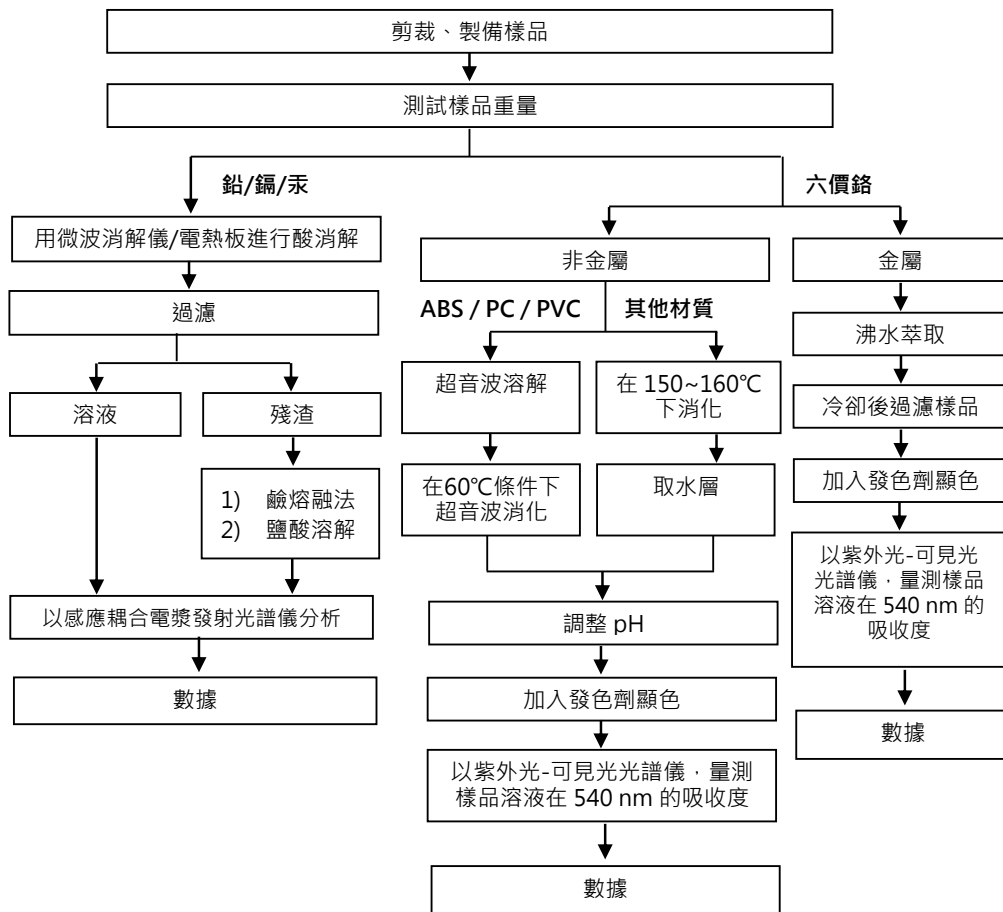 剪裁、製備樣品
測試樣品重量
鉛/鎘/汞
六價鉻
用微波消解儀/電熱板進行酸消解
非金屬
金屬
過濾
ABS / PC / PVC
其他材質
沸水萃取
溶液
殘渣
超音波溶解
在 150~160℃
下消化
冷卻後過濾樣品
1) 鹼熔融法
2) 鹽酸溶解
在60℃條件下
超音波消化
取水層
加入發色劑顯色
以紫外光-可見光
光譜儀，量測樣品
溶液在 540 nm 的
吸收度
以感應耦合電漿發射光譜儀分析
調整 pH
數據
加入發色劑顯色
數據
以紫外光-可見光光譜儀，量測
樣品溶液在 540 nm 的吸收度
數據